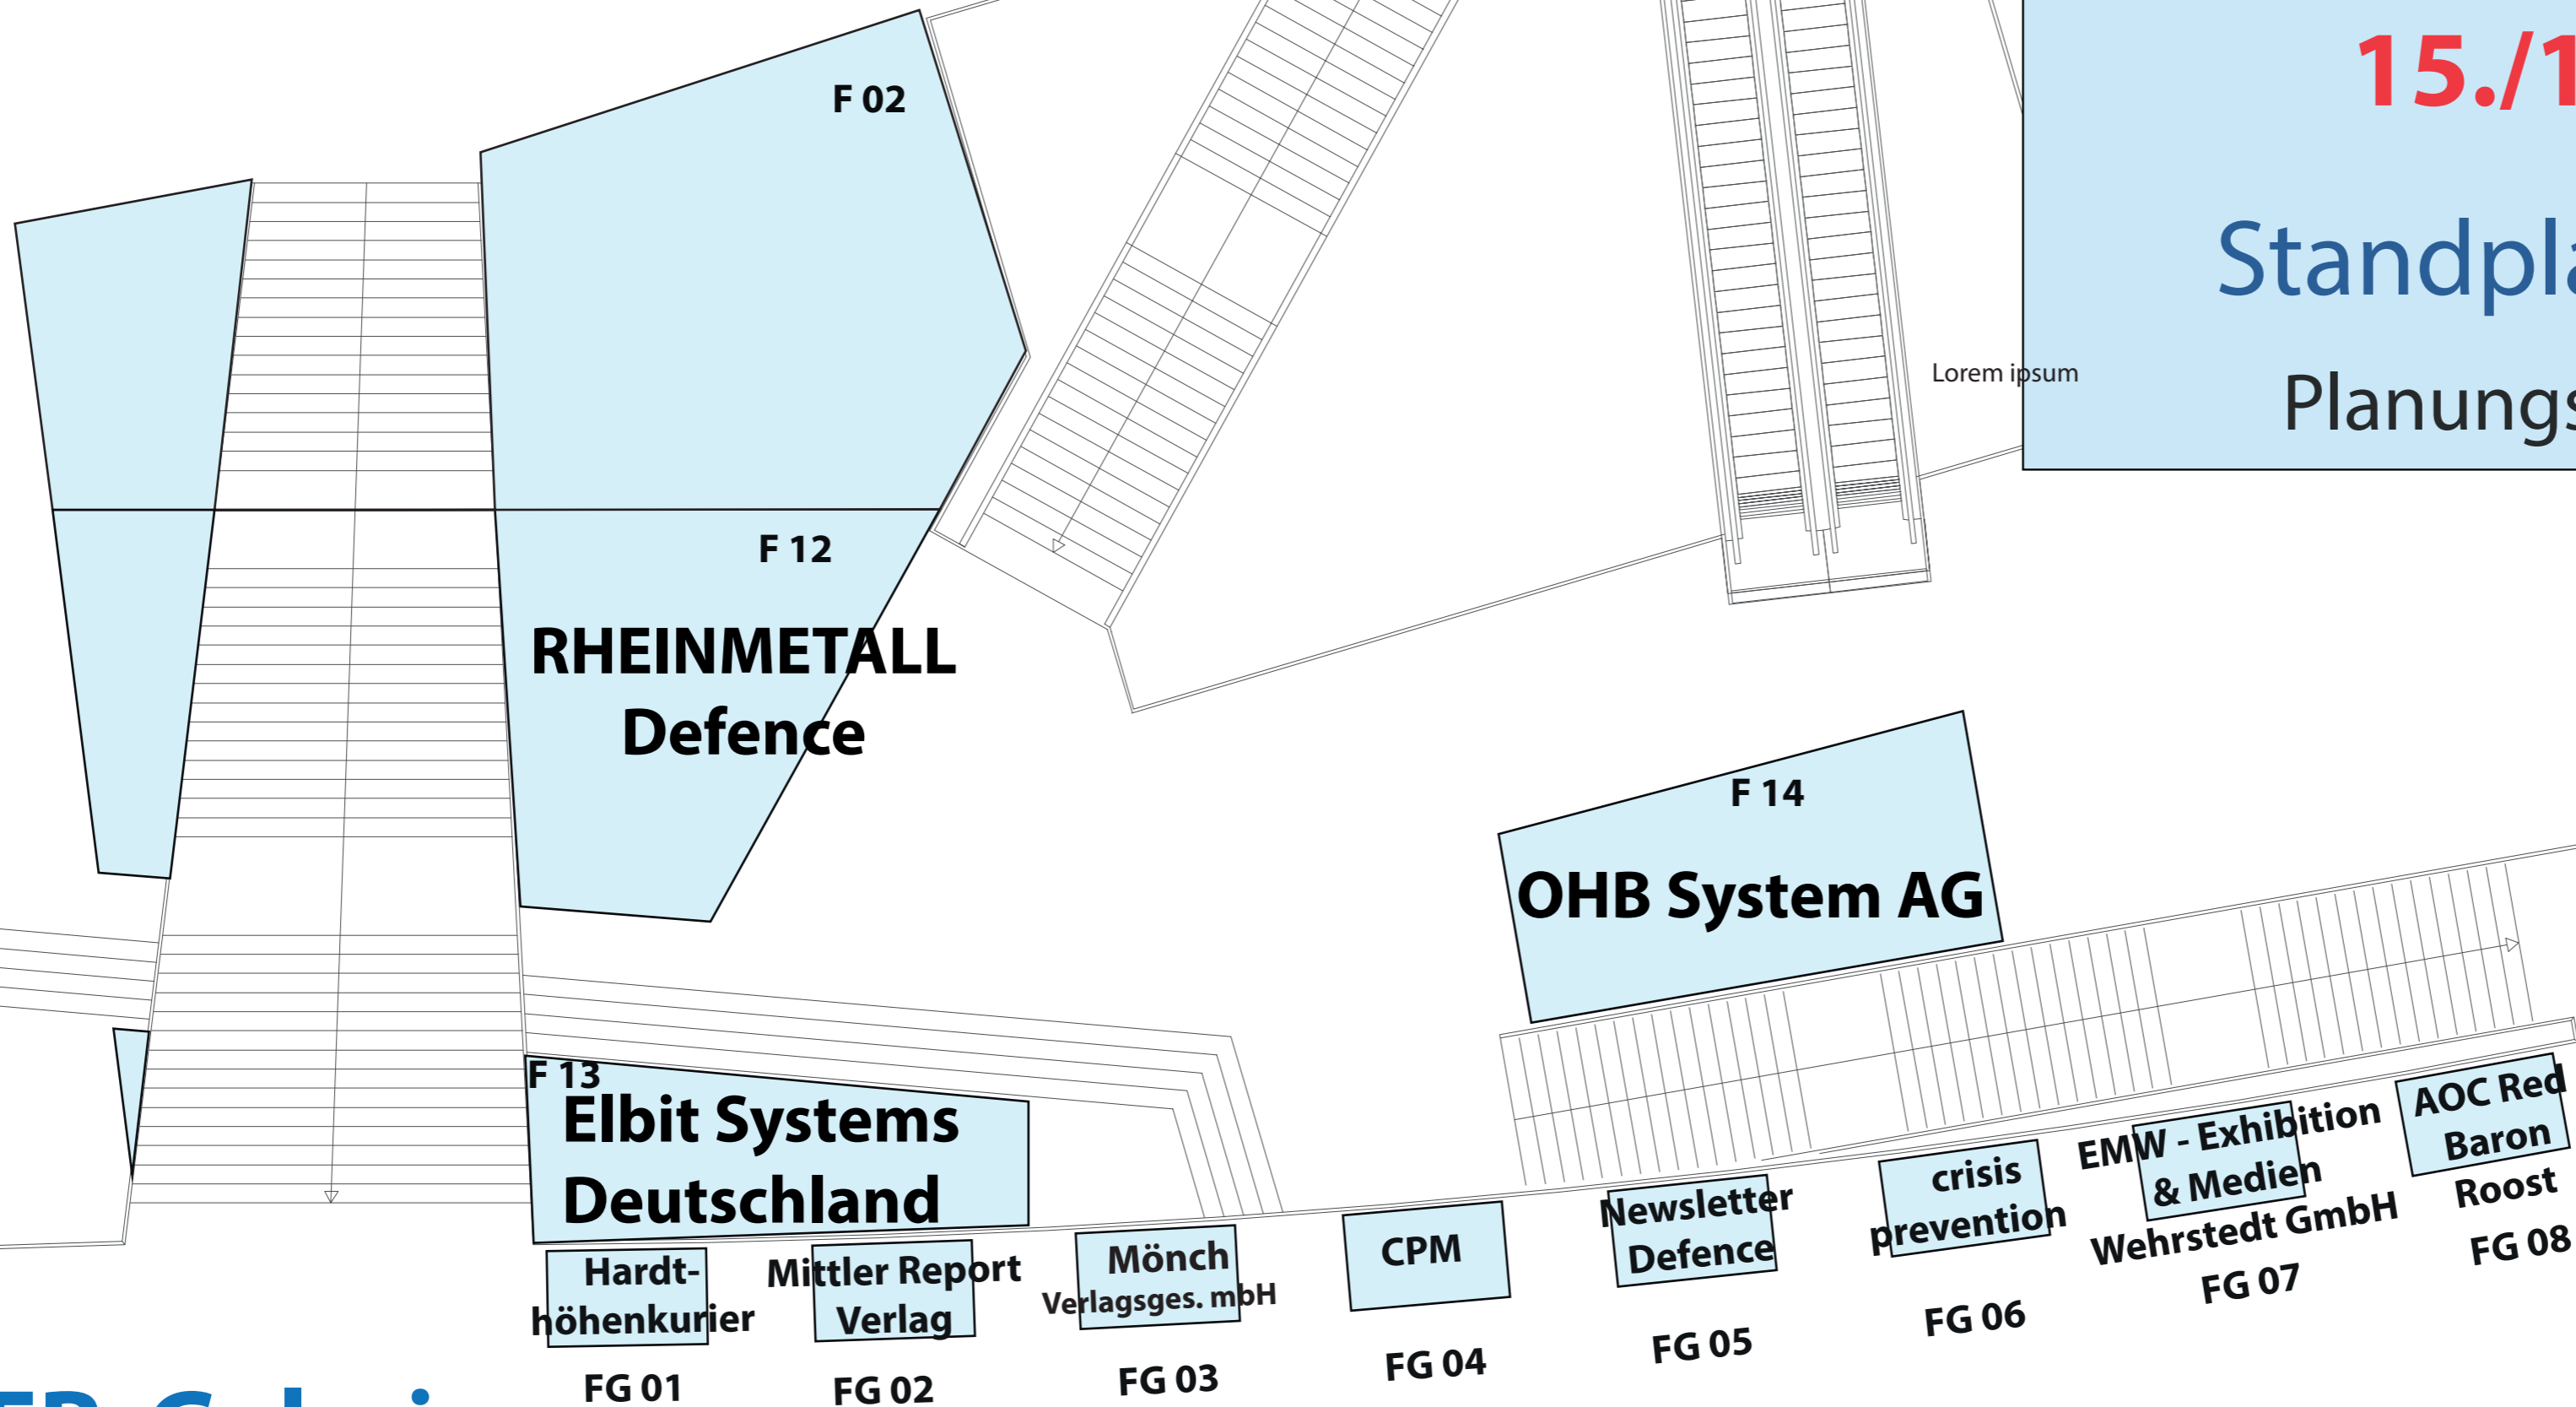 F 02
15./1
Standpla
Lorem ipsum
Planungs
F 12
RHEINMETALL
Defence
F 14
OHB System AG
F 13
Elbit Systems
Deutschland
Hardt-
höhenkurier
FG 01
Mittler Report
Verlag
FG 02
Mönch
Verlagsges. mbH
FG 03
CPM
FG 04
Newsletter
Defence
FG 05
crisis
prevention
FG 06
EMW - Exhibition
& Medien
Wehrstedt GmbH
FG 07
AOC Red
Baron
Roost
FG 08